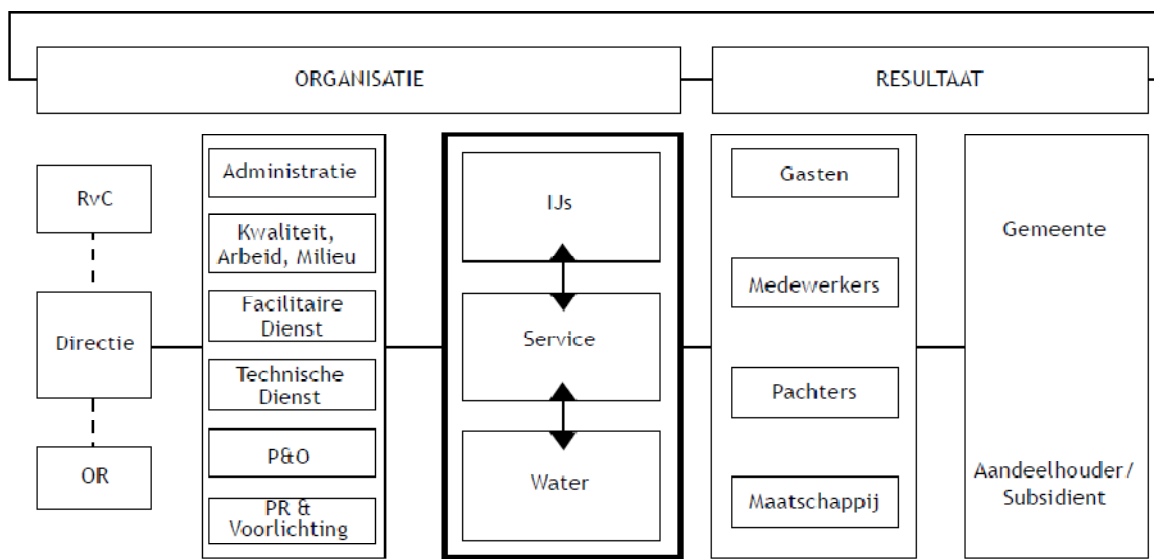 ORGANISATIE
RESULTAAT
RvC
Directie
OR
Administratie
Kwaliteit,
Arbeid, Milieu
Facilitaire
Dienst
Technische
Dienst
P&O
PR &
Voorlichting
IJs
Service
Water
Gasten
Medewerkers
Pachters
Maatschappij
Gemeente
Aandeelhouder/
Subsidient